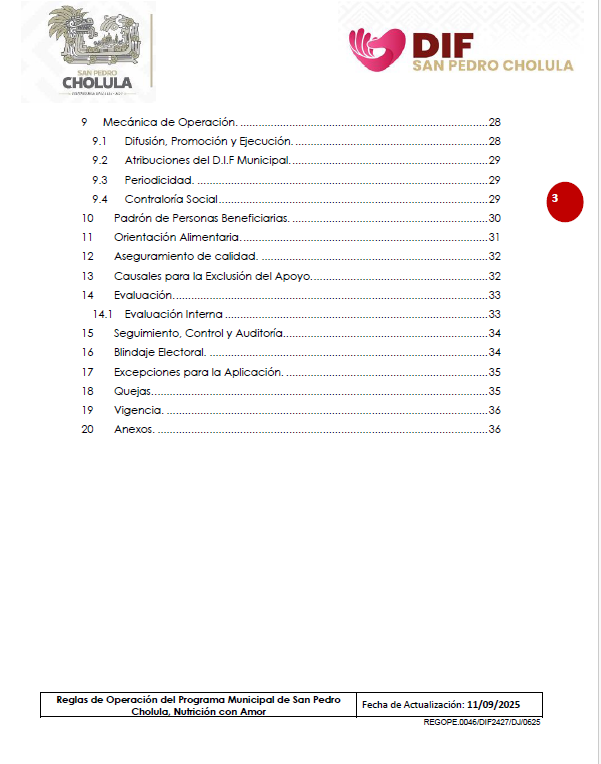 SAN PEDRO
CHOLULA
DIF
SAN PEDRO CHOLULA
9 Mecánica de Operación. 28
9.1 Difusión, Promoción y Ejecución. 28
9.2 Atribuciones del D.I.F Municipal. 29
9.3 Periodicidad. 29
9.4 Contraloría Social 29
3
10 Padrón de Personas Beneficiarias. 30
11 Orientación Alimentaria. 31
12 Aseguramiento de calidad. 32
13 Causales para la Exclusión del Apoyo. 32
14 Evaluación. 33
14.1 Evaluación Interna 33
15 Seguimiento, Control y Auditoría. 34
16 Blindaje Electoral. 34
17 Excepciones para la Aplicación. 35
18 Quejas. 35
19 Vigencia. 36
20 Anexos. 36
Reglas de Operación del Programa Municipal de San Pedro
Cholula, Nutrición con Amor
Fecha de Actualización: 11/09/2025
REGOPE.0046/DIF2427/DJ/0625